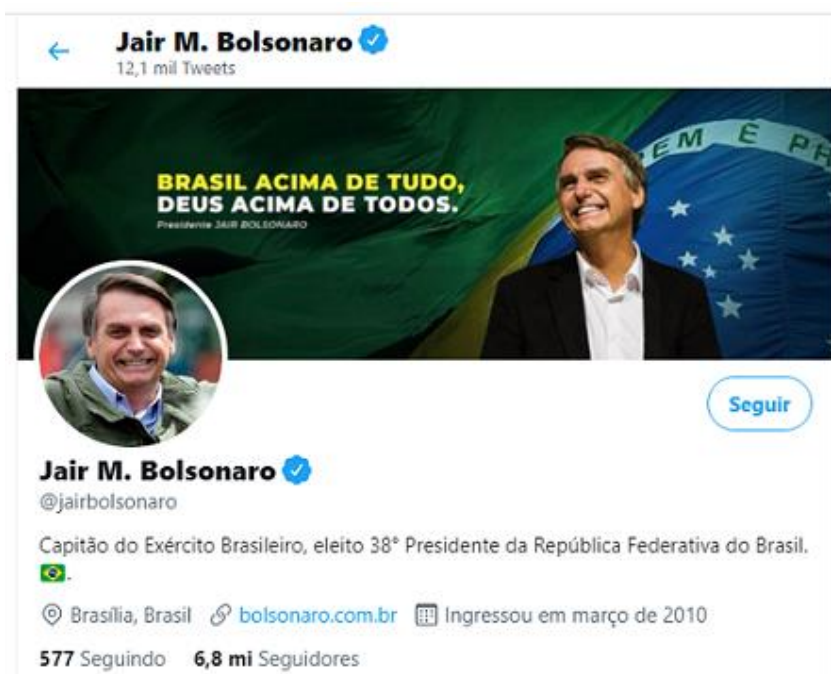 Jair M. Bolsonaro
12,1 mil Tweets
EM E PR
BRASIL ACIMA DE TUDO,
DEUS ACIMA DE TODOS.
Presidente JAIR BOLSONARO
Seguir
Jair M. Bolsonaro
@jairbolsonaro
Capitão do Exército Brasileiro, eleito 38° Presidente da República Federativa do Brasil.
.
Brasília, Brasil bolsonaro.com.br Ingressou em março de 2010
577 Seguindo 6,8 mi Seguidores